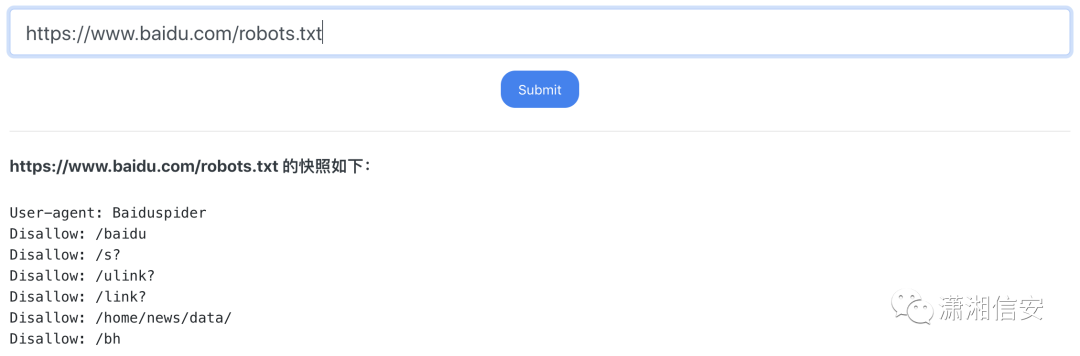 https://www.baidu.com/robots.txt
Submit
https://www.baidu.com/robots.txt 的快照如下：
User-agent: Baiduspider
Disallow: /baidu
Disallow: /s?
Disallow: /ulink?
Disallow: /link?
Disallow: /home/news/data/
Disallow: /bh
潇湘信安